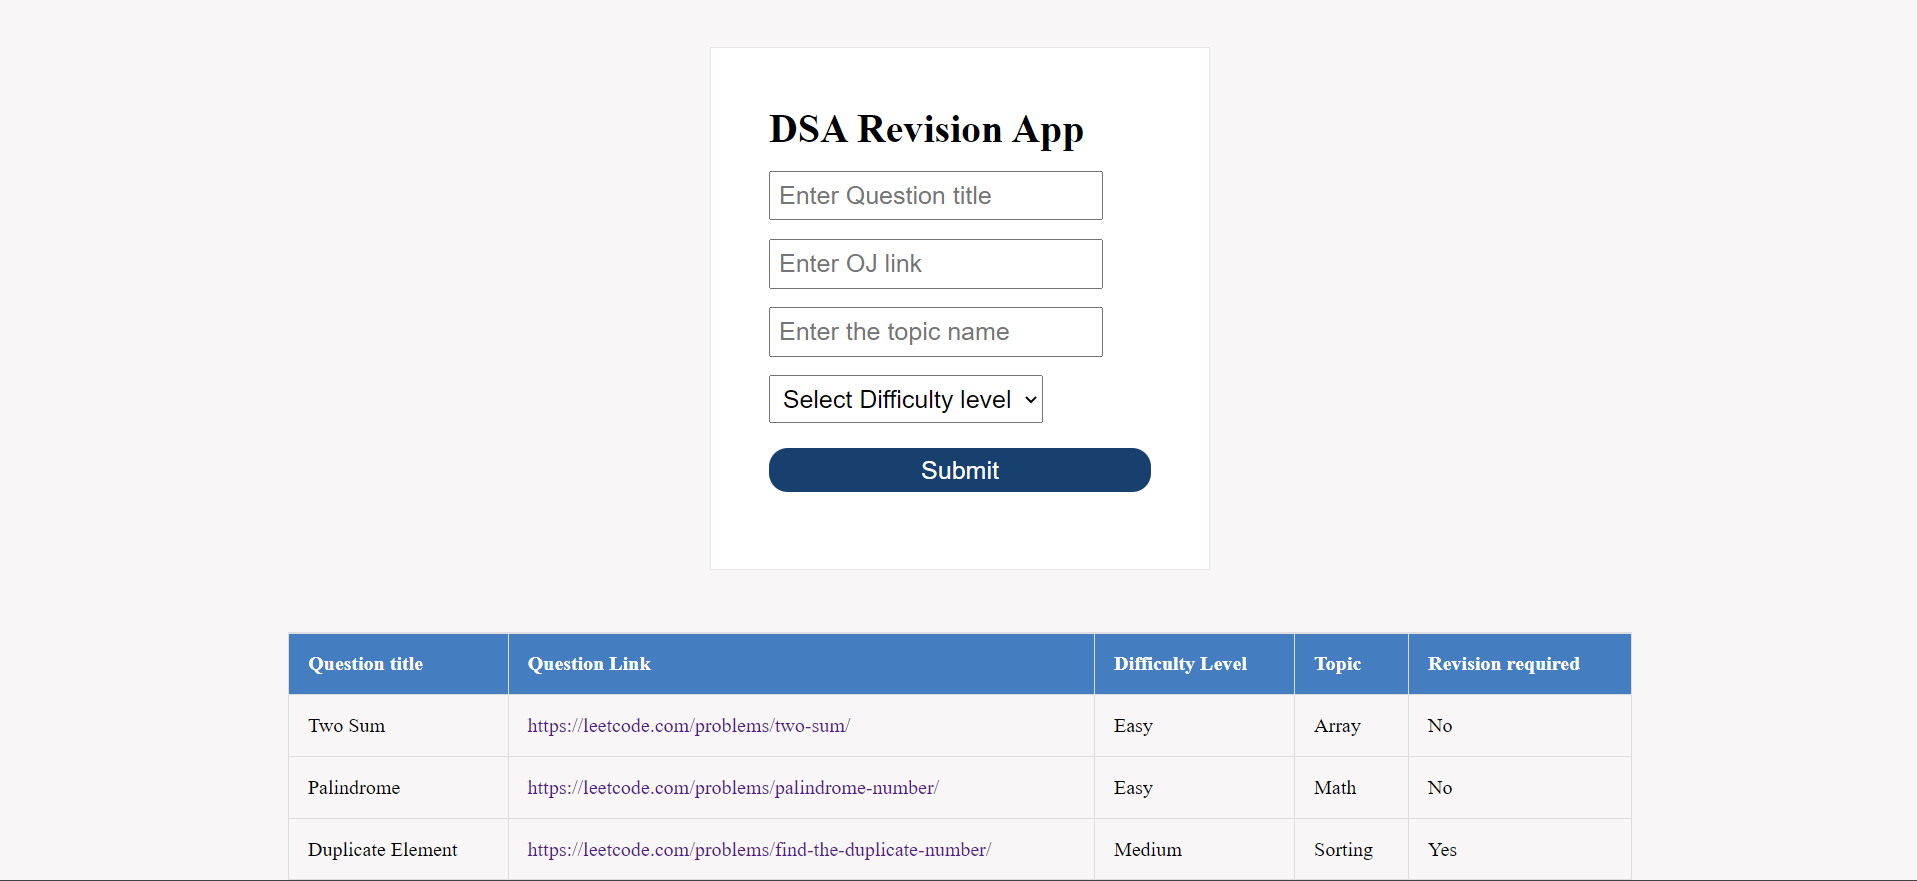 DSA Revision App
Enter Question title
Enter OJ link
Enter the topic name
Select Difficulty level
Submit
Question title Question Link Difficulty Level Topic Revision required
Two Sum https://leetcode.com/problems/two-sum/ Easy Array No
Palindrome https://leetcode.com/problems/palindrome-number/ Easy Math No
Duplicate Element https://leetcode.com/problems/find-the-duplicate-number/ Medium Sorting Yes